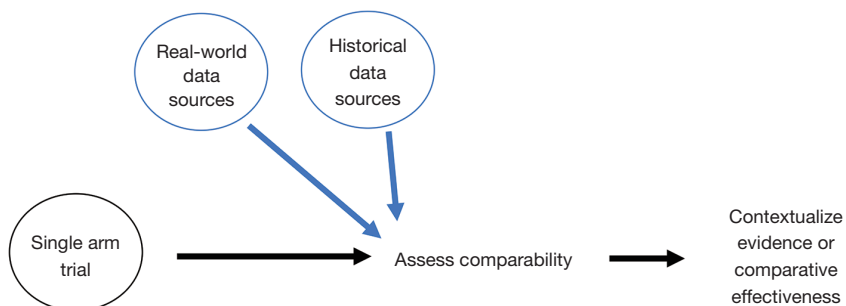 Real-world
data
sources
Historical
data
sources
Single arm
trial
Assess comparability
Contextualize
evidence or
comparative
effectiveness